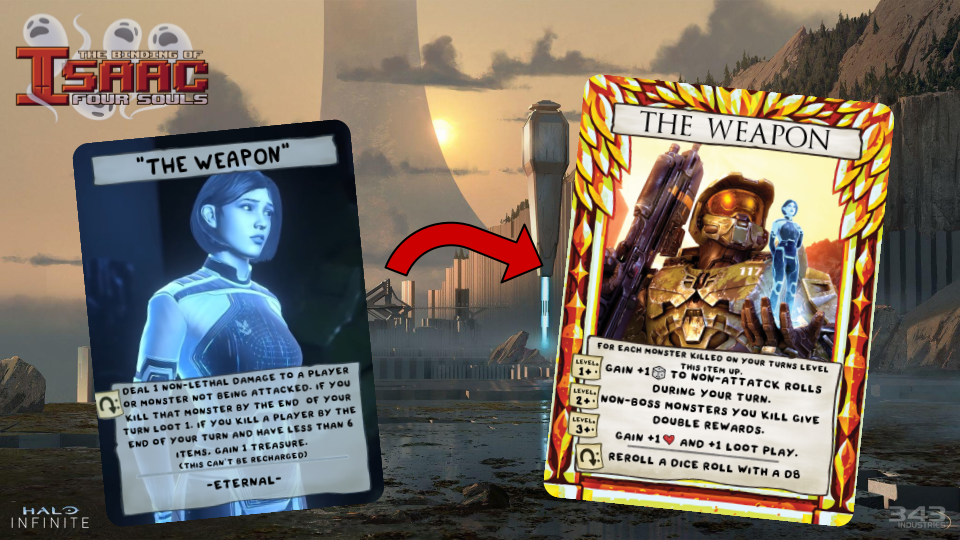 THE BINDING OF
ISAAC
FOUR SOULS
"THE WEAPON"
DEAL 1 NON-LETHAL DAMAGE TO A PLAYER
OR MONSTER NOT BEING ATTACKED. IF YOU
KILL THAT MONSTER BY THE END OF YOUR
TURN LOOT 1. IF YOU KILL A PLAYER BY THE
END OF YOUR TURN AND HAVE LESS THAN 6
ITEMS, GAIN 1 TREASURE.
(THIS CAN'T BE RECHARGED)
-ETERNAL-
THE WEAPON
117
FOR EACH MONSTER KILLED ON YOUR TURNS LEVEL
THIS ITEM UP.
LEVEL:
1+:
GAIN +1 TO NON-ATTATCK ROLLS
DURING YOUR TURN.
LEVEL:
2+:
NON-BOSS MONSTERS YOU KILL GIVE
DOUBLE REWARDS.
LEVEL:
3+:
GAIN +1 AND +1 LOOT PLAY.
REROLL A DICE ROLL WITH A D8
HALO
INFINITE
343
INDUSTRIES